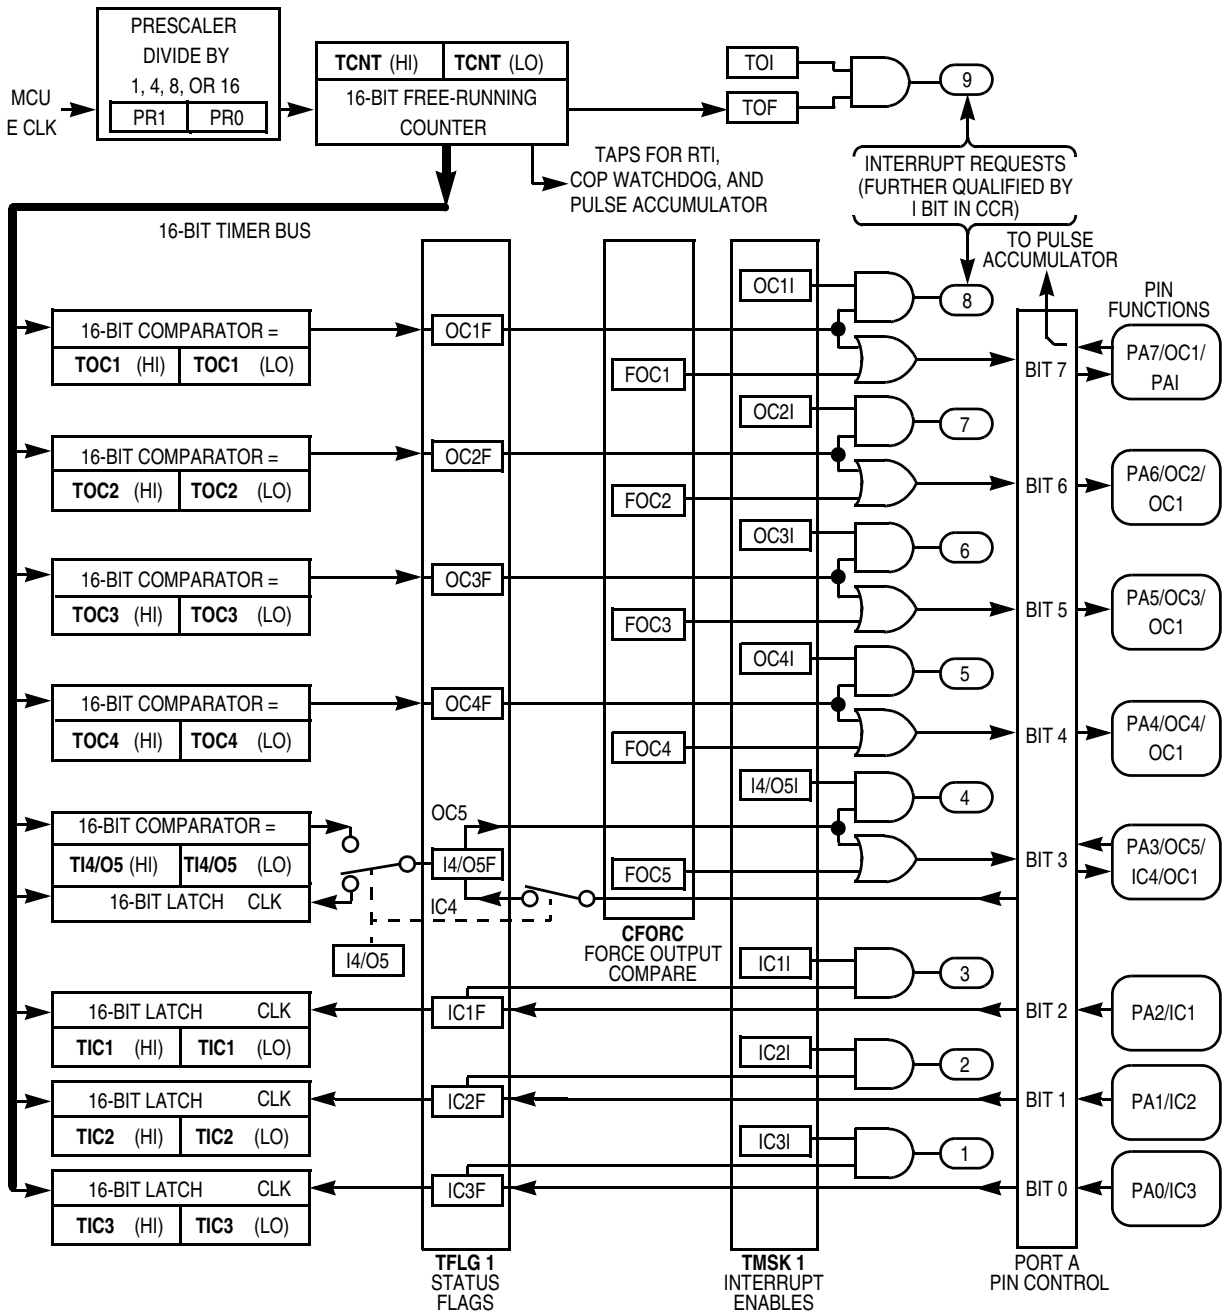 PRESCALER
DIVIDE BY
1, 4, 8, OR 16
PR1 PR0
MCU
E CLK
TCNT (HI) TCNT (LO)
16-BIT FREE-RUNNING
COUNTER
TOI
TOF
9
TAPS FOR RTI,
COP WATCHDOG, AND
PULSE ACCUMULATOR
INTERRUPT REQUESTS
(FURTHER QUALIFIED BY
I BIT IN CCR)
16-BIT TIMER BUS
TO PULSE
ACCUMULATOR
PIN
FUNCTIONS
OC1I
8
16-BIT COMPARATOR =
TOC1 (HI) TOC1 (LO)
OC1F
FOC1
BIT 7
PA7/OC1/
PAI
OC2I
7
16-BIT COMPARATOR =
TOC2 (HI) TOC2 (LO)
OC2F
FOC2
BIT 6
PA6/OC2/
OC1
OC3I
6
16-BIT COMPARATOR =
TOC3 (HI) TOC3 (LO)
OC3F
FOC3
BIT 5
PA5/OC3/
OC1
OC4I
5
16-BIT COMPARATOR =
TOC4 (HI) TOC4 (LO)
OC4F
FOC4
BIT 4
PA4/OC4/
OC1
I4/O5I
4
16-BIT COMPARATOR =
TI4/O5 (HI) TI4/O5 (LO)
16-BIT LATCH CLK
OC5
I4/O5F
IC4
FOC5
BIT 3
PA3/OC5/
IC4/OC1
I4/O5
CFORC
FORCE OUTPUT
COMPARE
IC1I
3
16-BIT LATCH CLK
TIC1 (HI) TIC1 (LO)
IC1F
BIT 2
PA2/IC1
IC2I
2
16-BIT LATCH CLK
TIC2 (HI) TIC2 (LO)
IC2F
BIT 1
PA1/IC2
IC3I
1
16-BIT LATCH CLK
TIC3 (HI) TIC3 (LO)
IC3F
BIT 0
PA0/IC3
TFLG 1
STATUS
FLAGS
TMSK 1
INTERRUPT
ENABLES
PORT A
PIN CONTROL